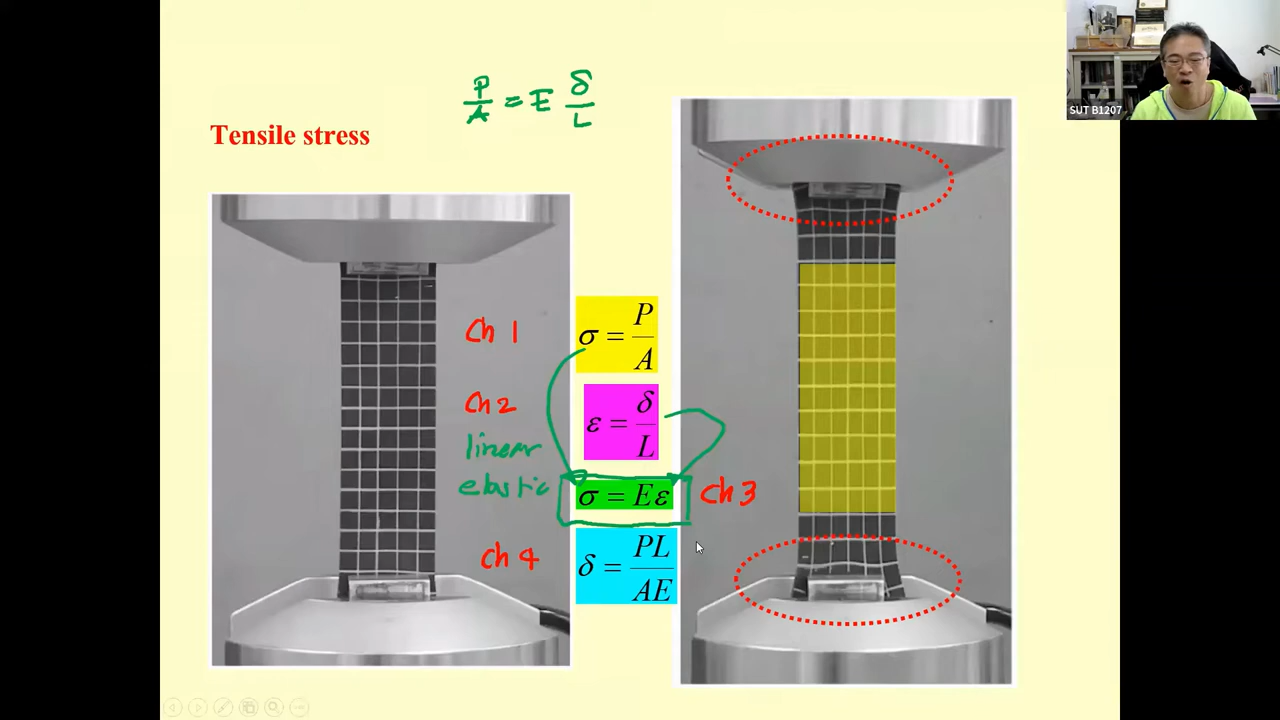 P/A = E δ/L
SUT B1207
Tensile stress
Ch 1
σ = P/A
Ch 2
ε = δ/L
linear
elastic
σ = Eε
Ch 3
Ch 4
δ = PL/AE